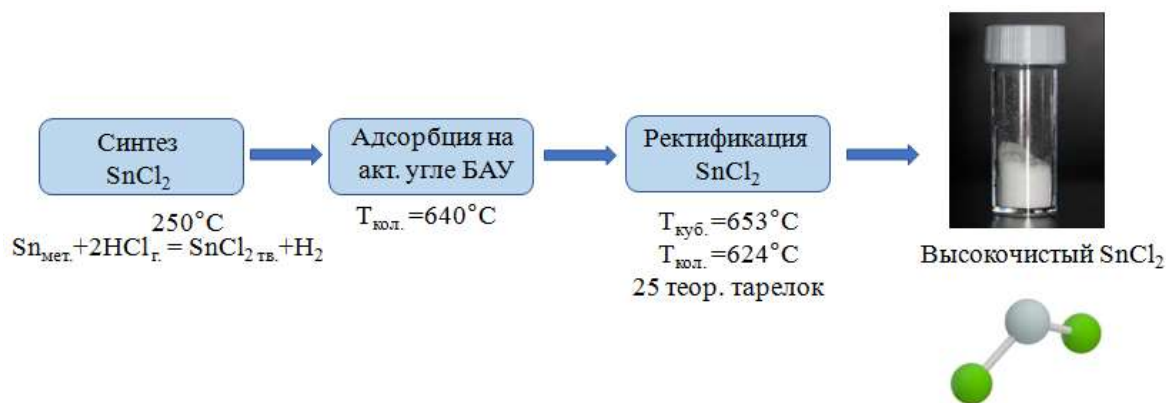 Синтез
SnCl₂
250°C
Snмет.+2HClг. = SnCl₂ тв.+H₂
Адсорбция на
акт. угле БАУ
Tкол.=640°C
Ректификация
SnCl₂
Tкуб.=653°C
Tкол.=624°C
25 теор. тарелок
Высокочистый SnCl₂